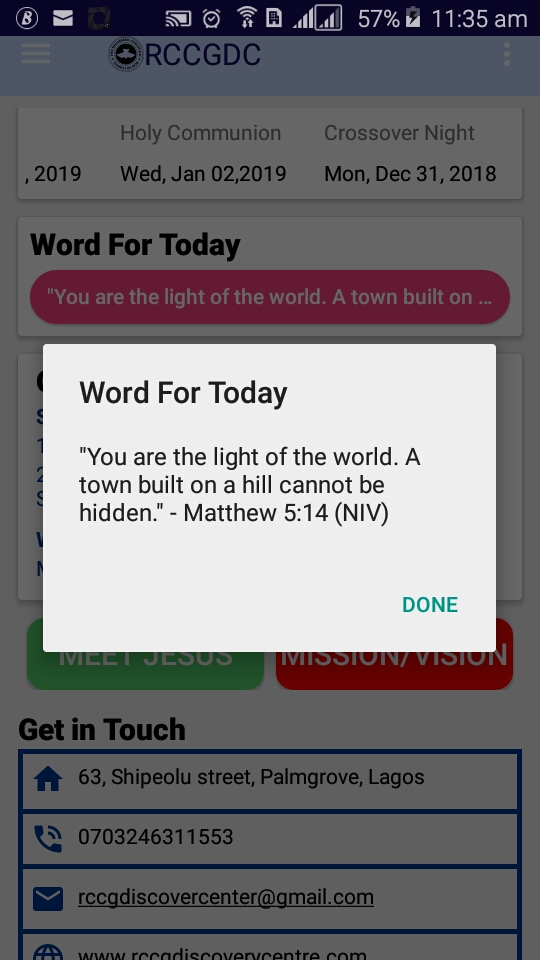 57% 11:35 am
RCCGDC
Holy Communion Crossover Night
, 2019 Wed, Jan 02,2019 Mon, Dec 31, 2018
Word For Today
"You are the light of the world. A town built on ...
Word For Today
"You are the light of the world. A
town built on a hill cannot be
hidden." - Matthew 5:14 (NIV)
DONE
MEET JESUS MISSION/VISION
Get in Touch
63, Shipeolu street, Palmgrove, Lagos
0703246311553
rccgdiscovercenter@gmail.com
www.rccgdiscoverycentre.com